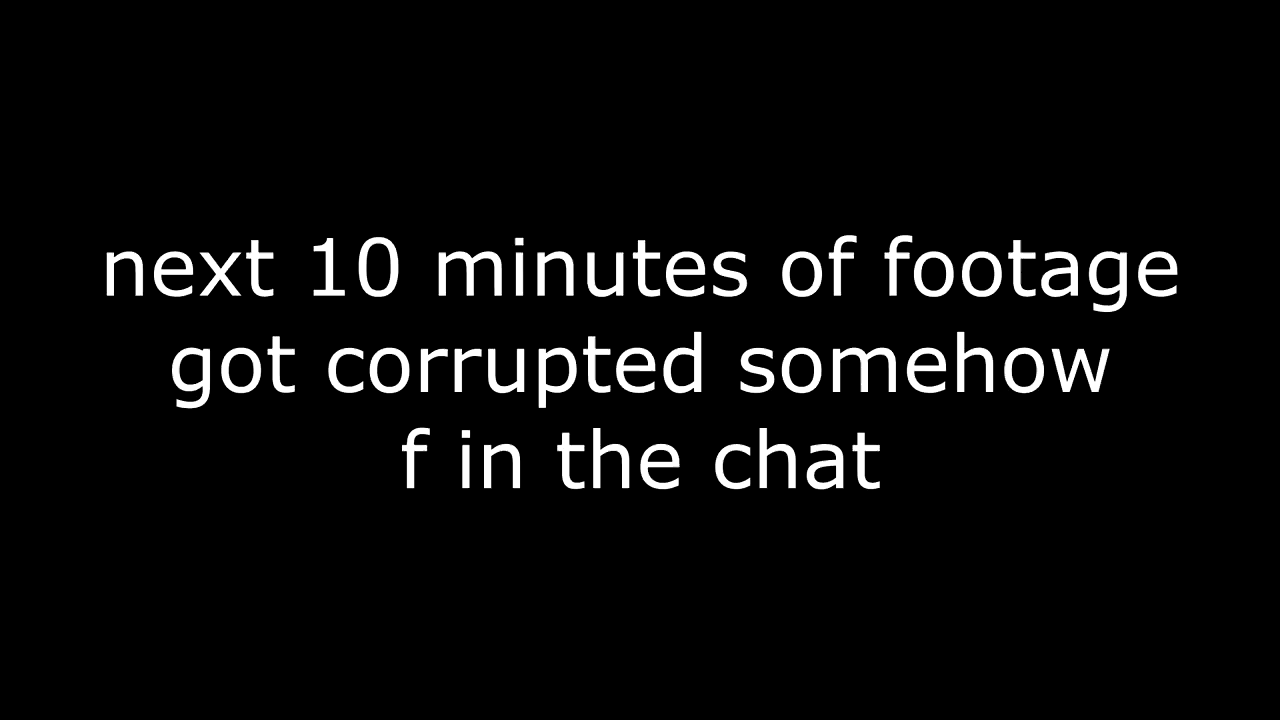 next 10 minutes of footage
got corrupted somehow
f in the chat